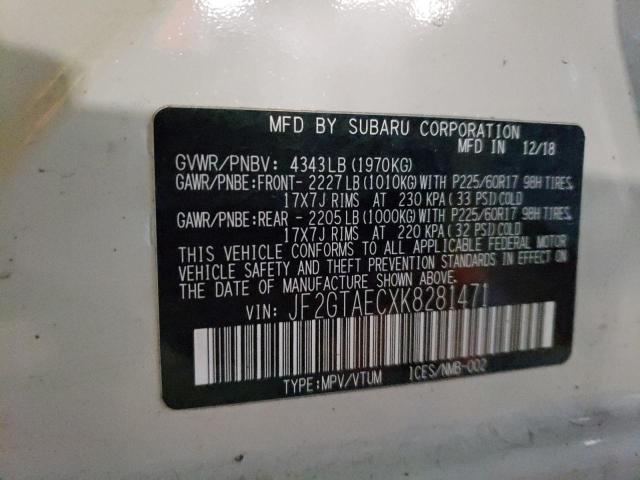 MFD BY SUBARU CORPORATION
MFD IN 12/18
GVWR/PNBV: 4343LB (1970KG)
GAWR/PNBE:FRONT- 2227LB (1010KG) WITH P225/60R17 98H TIRES,
17X7J RIMS AT 230 KPA ( 33 PSI) COLD
GAWR/PNBE:REAR - 2205LB (1000KG) WITH P225/60R17 98H TIRES,
17X7J RIMS AT 220 KPA ( 32 PSI) COLD
THIS VEHICLE CONFORMS TO ALL APPLICABLE FEDERAL MOTOR
VEHICLE SAFETY AND THEFT PREVENTION STANDARDS IN EFFECT ON
THE DATE OF MANUFACTURE SHOWN ABOVE.
VIN: JF2GTAECXK8281471
TYPE:MPV/VTUM ICES/NMB-002